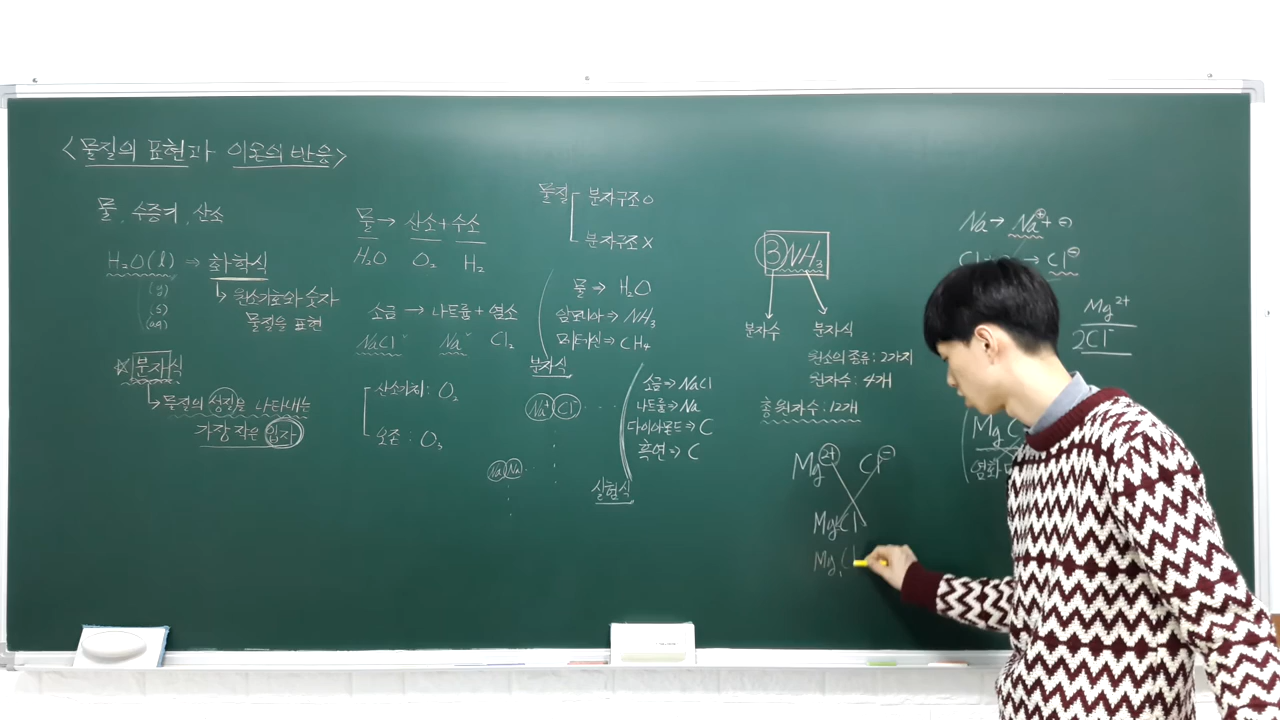 <물질의 표현과 이온의 반응>
물, 수증기, 산소
H₂O(l) ⇒ 화학식
(g)
(s)
(aq)
↳ 원소기호와 숫자
물질을 표현
☆ 분자식
↳ 물질의 성질을 나타내는
가장 작은 입자
물 → 산소 + 수소
H₂O O₂ H₂
소금 → 나트륨 + 염소
NaCl Na Cl₂
산소기체 : O₂
오존 : O₃
물질
분자구조 O
분자구조 X
물 ⇒ H₂O
암모니아 ⇒ NH₃
메테인 ⇒ CH₄
분자식
Na⁺ Cl⁻ ...
Na Na ...
소금 ⇒ NaCl
나트륨 ⇒ Na
다이아몬드 ⇒ C
흑연 ⇒ C
실험식
3NH₃
분자수 분자식
원소의 종류 : 2가지
원자수 : 4개
총 원자수 : 12개
Mg²⁺ Cl⁻
MgCl
Mg₁Cl
Na → Na⁺ + ⊖
Cl → Cl⁻
Mg²⁺
2Cl⁻
Mg C
염화